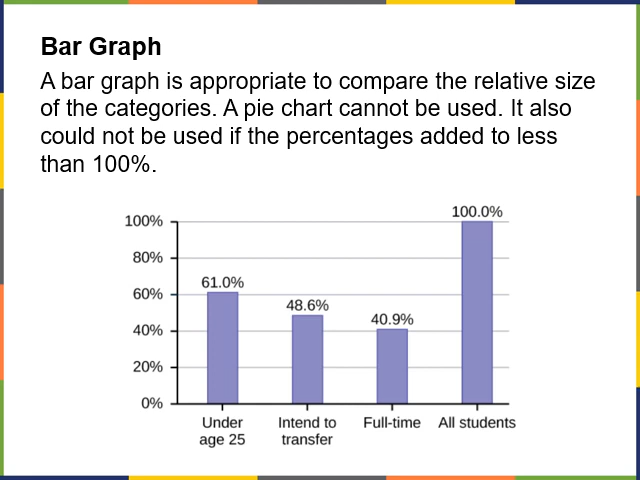 Bar Graph
A bar graph is appropriate to compare the relative size
of the categories. A pie chart cannot be used. It also
could not be used if the percentages added to less
than 100%.
100.0%
100%
80%
61.0%
60%
48.6%
40.9%
40%
20%
0%
Under Intend to Full-time All students
age 25 transfer